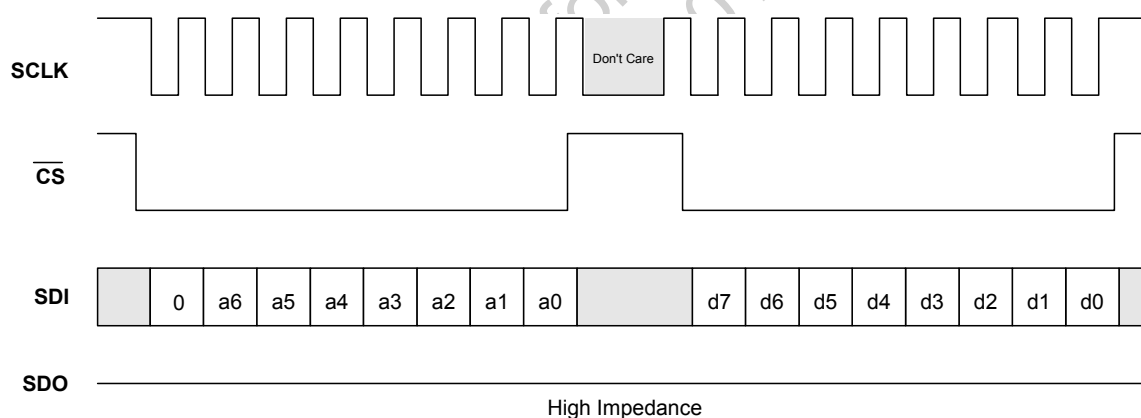 SCLK
Don't Care
CS
SDI 0 a6 a5 a4 a3 a2 a1 a0 d7 d6 d5 d4 d3 d2 d1 d0
SDO
High Impedance